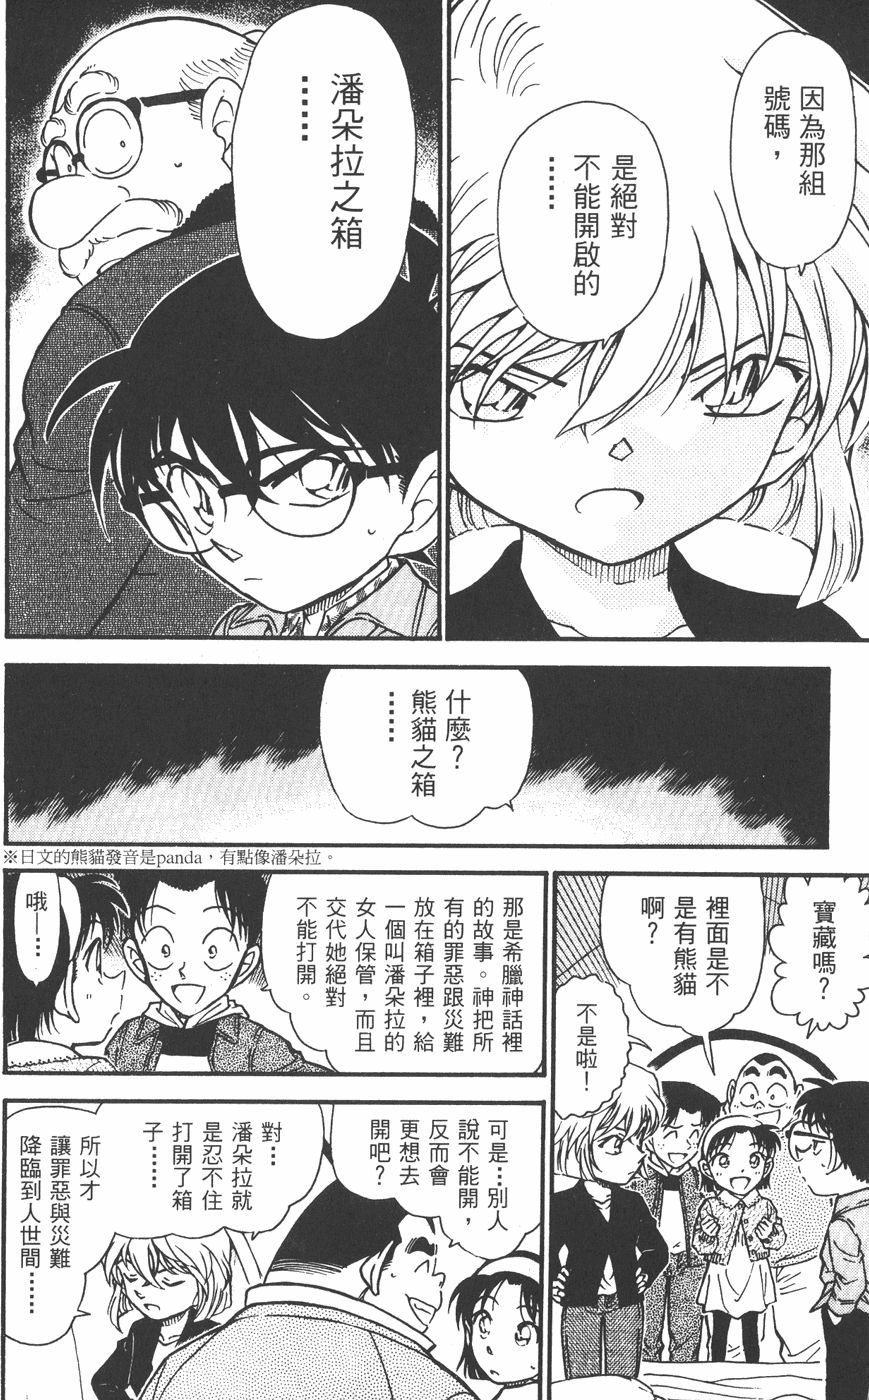 因為那組
號碼，
是絕對
不能開啟的
……
潘朵拉之箱
……
什麼？
熊貓之箱
……
※日文的熊貓發音是panda，有點像潘朵拉。
寶藏嗎？
裡面是不
是有熊貓
啊？
不是啦！
那是希臘神話裡
的故事。神把所
有的罪惡跟災難
放在箱子裡，給
一個叫潘朵拉的
女人保管，而且
交代她絕對
不能打開。
哦—…
可是…別人
說不能開，
反而會
更想去
開吧？
對…
潘朵拉就
是忍不住
打開了箱
子……
所以才
讓罪惡與災難
降臨到人世間……